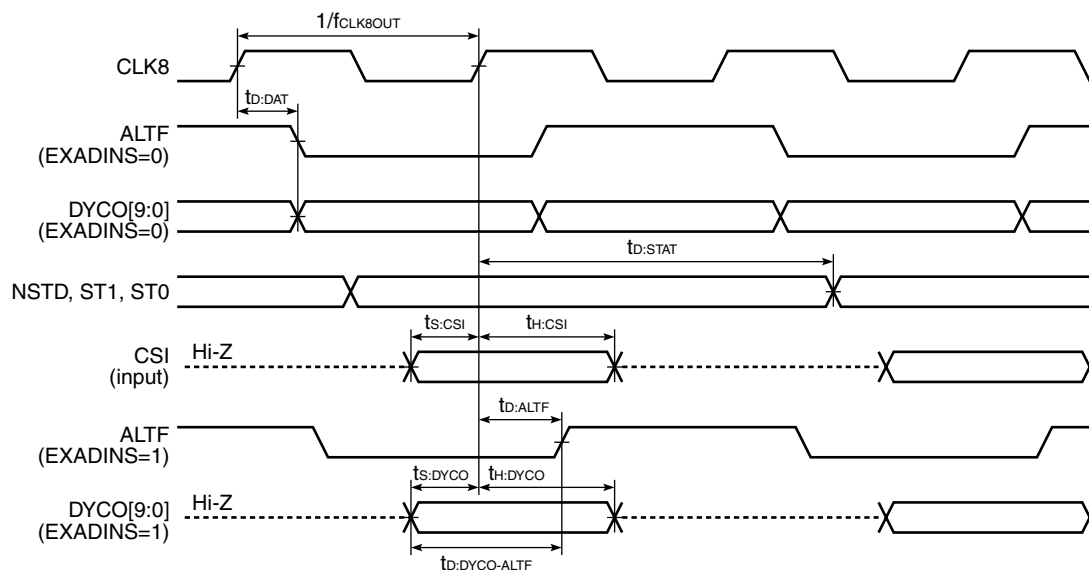 1/fCLK8OUT
CLK8
tD:DAT
ALTF
(EXADINS=0)
DYCO[9:0]
(EXADINS=0)
tD:STAT
NSTD, ST1, ST0
tS:CSI
tH:CSI
CSI
(input)
Hi-Z
tD:ALTF
ALTF
(EXADINS=1)
tS:DYCO
tH:DYCO
DYCO[9:0]
(EXADINS=1)
Hi-Z
tD:DYCO-ALTF